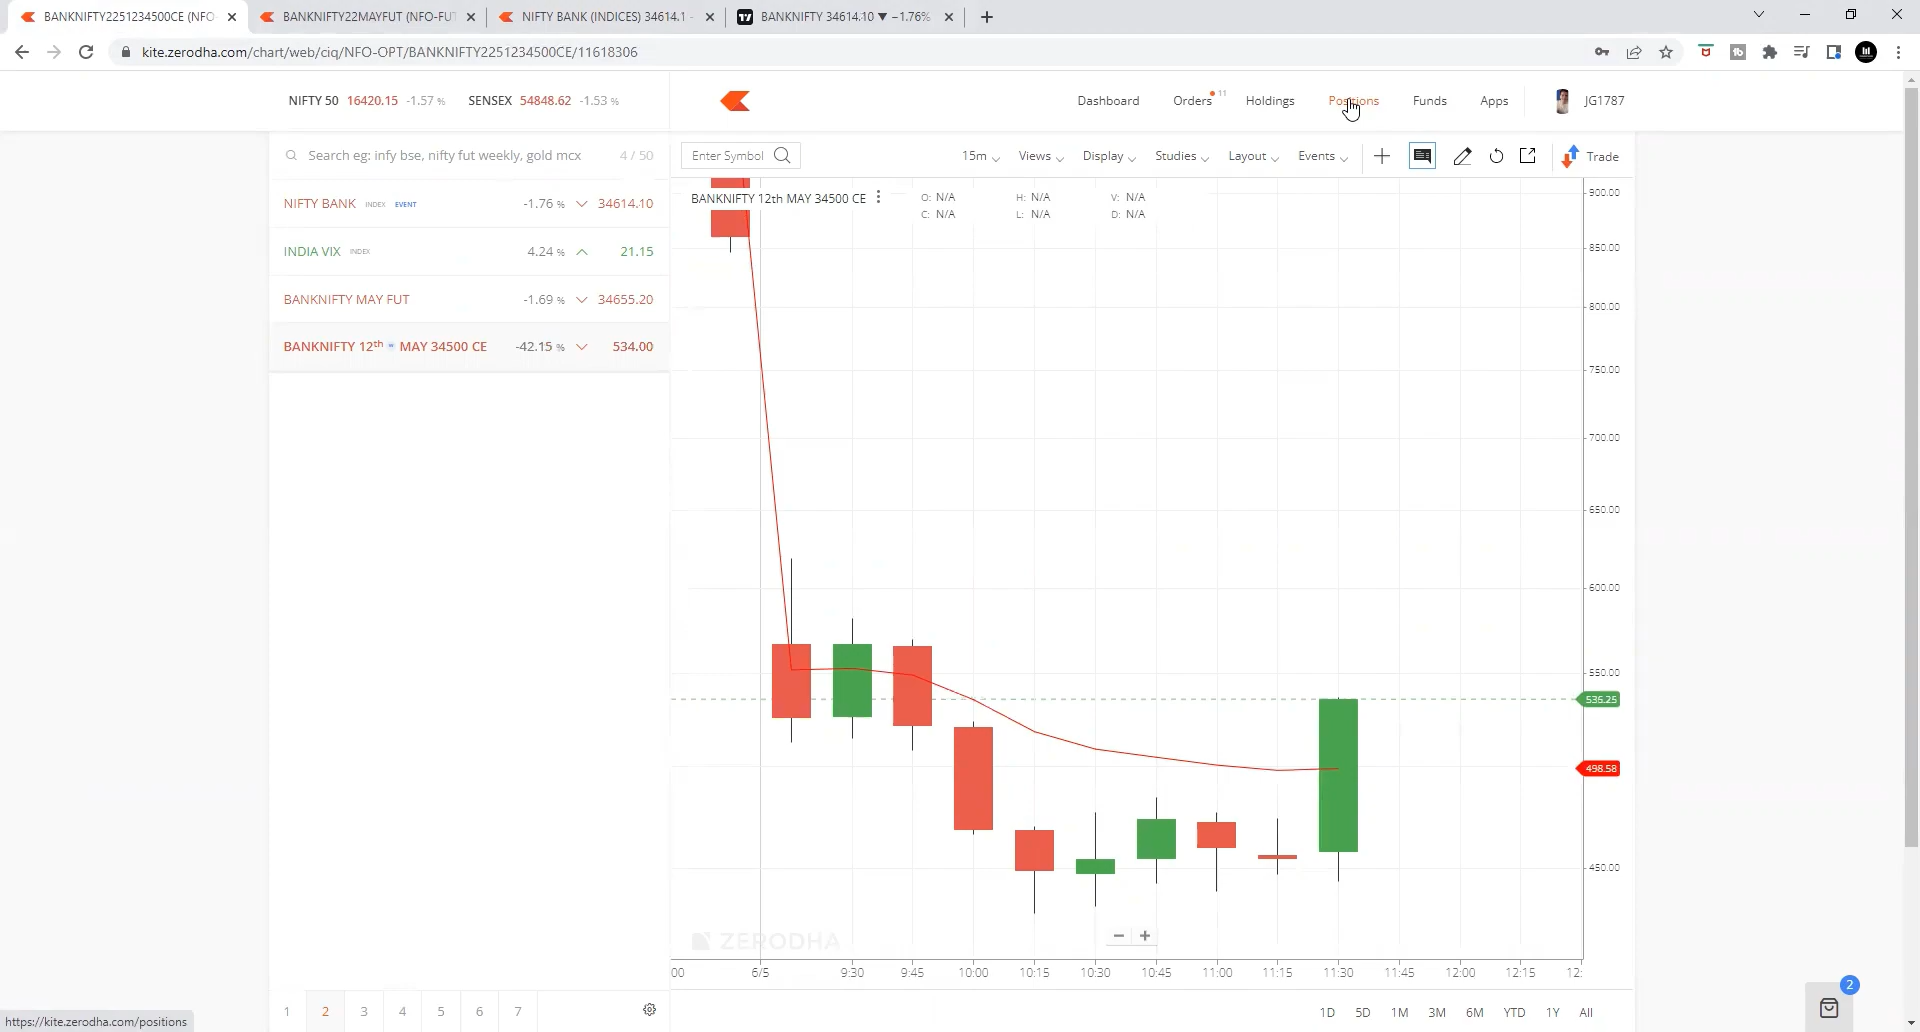 BANKNIFTY2251234500CE (NFO-
BANKNIFTY22MAYFUT (NFO-FUT
NIFTY BANK (INDICES) 34614.1 -
BANKNIFTY 34614.10 ▼ −1.76%
kite.zerodha.com/chart/web/ciq/NFO-OPT/BANKNIFTY2251234500CE/11618306
NIFTY 50 16420.15 -1.57 % SENSEX 54848.62 -1.53 %
Dashboard Orders 11 Holdings Positions Funds Apps JG1787
Search eg: infy bse, nifty fut weekly, gold mcx 4 / 50
Enter Symbol 15m Views Display Studies Layout Events Trade
NIFTY BANK INDEX EVENT -1.76 % 34614.10
INDIA VIX INDEX 4.24 % 21.15
BANKNIFTY MAY FUT -1.69 % 34655.20
BANKNIFTY 12th w MAY 34500 CE -42.15 % 534.00
BANKNIFTY 12th MAY 34500 CE O: N/A H: N/A V: N/A
C: N/A L: N/A D: N/A
900.00
850.00
800.00
750.00
700.00
650.00
600.00
550.00
535.25
498.58
450.00
ZERODHA
00 6/5 9:30 9:45 10:00 10:15 10:30 10:45 11:00 11:15 11:30 11:45 12:00 12:15 12:
1 2 3 4 5 6 7
1D 5D 1M 3M 6M YTD 1Y All
2
https://kite.zerodha.com/positions